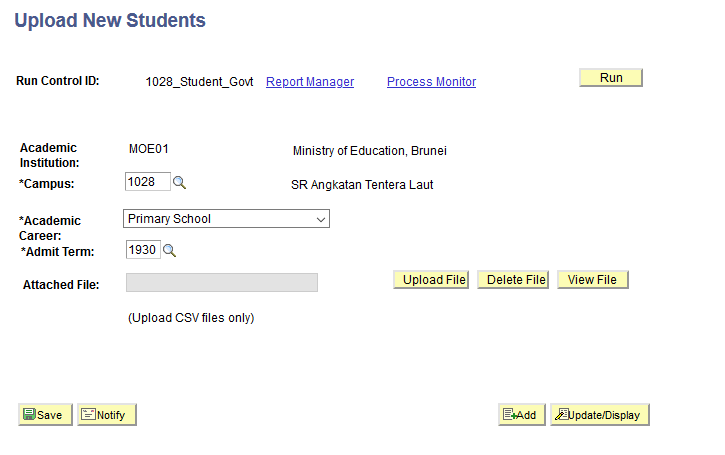 Upload New Students
Run Control ID: 1028_Student_Govt Report Manager Process Monitor Run
Academic Institution: MOE01 Ministry of Education, Brunei
*Campus: 1028 SR Angkatan Tentera Laut
*Academic Career: Primary School
*Admit Term: 1930
Attached File: Upload File Delete File View File
(Upload CSV files only)
Save Notify Add Update/Display